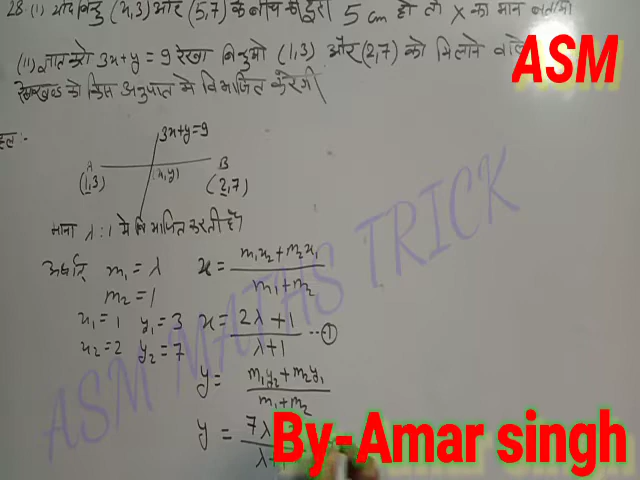 28.(i) यदि बिन्दु (x,3) और (5,7) के बीच की दूरी 5 cm हो तो x का मान बताओ
(ii) ज्ञात करो 3x+y=9 रेखा बिन्दुओ (1,3) और (2,7) को मिलाने वाले
रेखाखण्ड को किस अनुपात मे विभाजित करेगी
ASM
हल:-
3x+y=9
A B
(1,3) (x,y) (2,7)
माना λ:1 मे विभाजित करती है।
अर्थात् m₁=λ x = m₁x₂+m₂x₁ / m₁+m₂
m₂=1
x₁=1 y₁=3 x = 2λ+1 / λ+1 ---①
x₂=2 y₂=7
y = m₁y₂+m₂y₁ / m₁+m₂
y = 7λ / λ+1
ASM MATHS TRICK
By-Amar singh